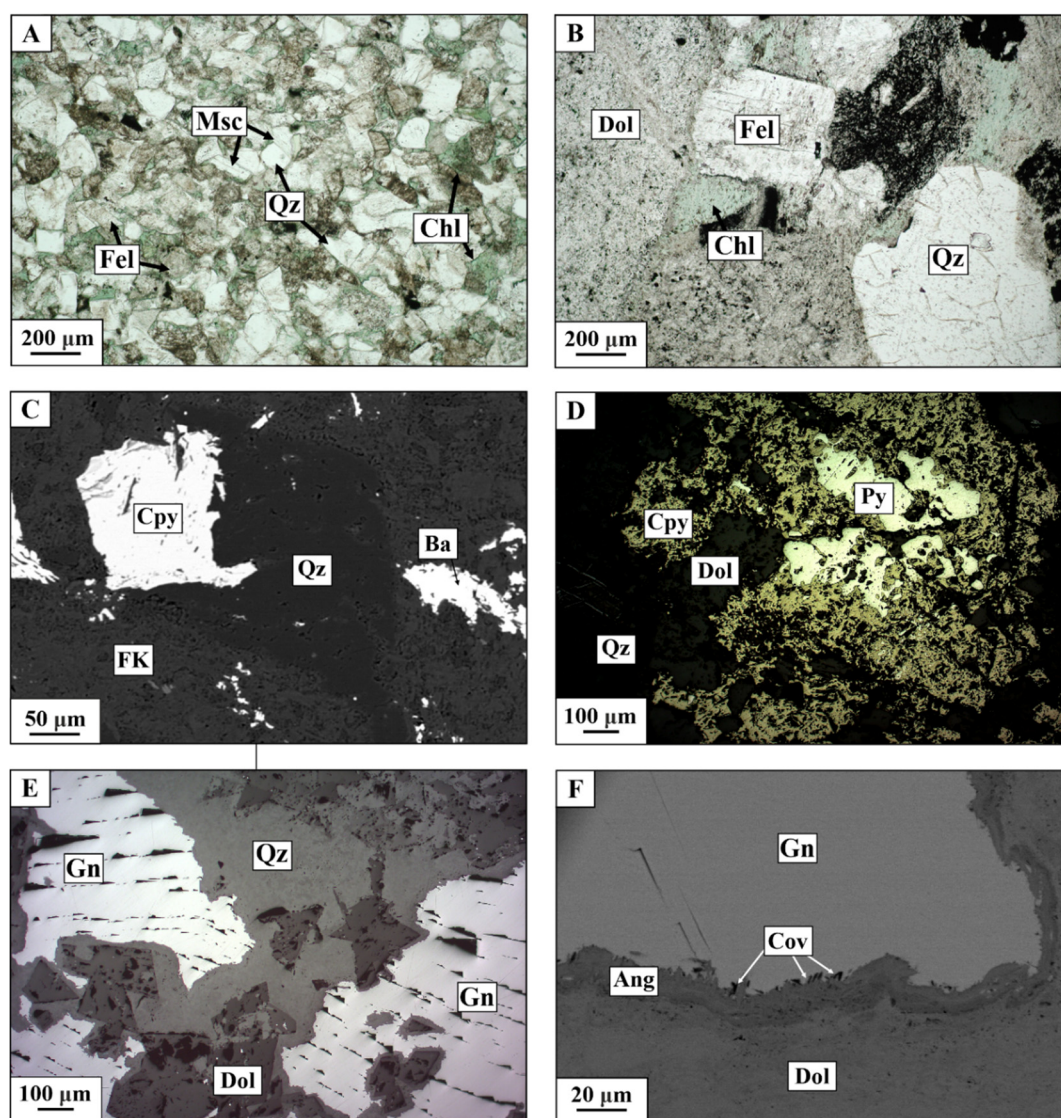 A
Msc
Qz
Chl
Fel
200 µm
B
Dol
Fel
Chl
Qz
200 µm
C
Cpy
Ba
Qz
FK
50 µm
D
Py
Cpy
Dol
Qz
100 µm
E
Gn
Qz
Gn
Dol
100 µm
F
Gn
Cov
Ang
Dol
20 µm